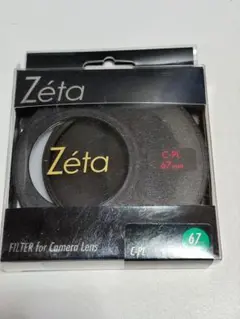 Zéta
C-Pl
67mm
Zéta
67
FILTER for Camera Lens
C-PL